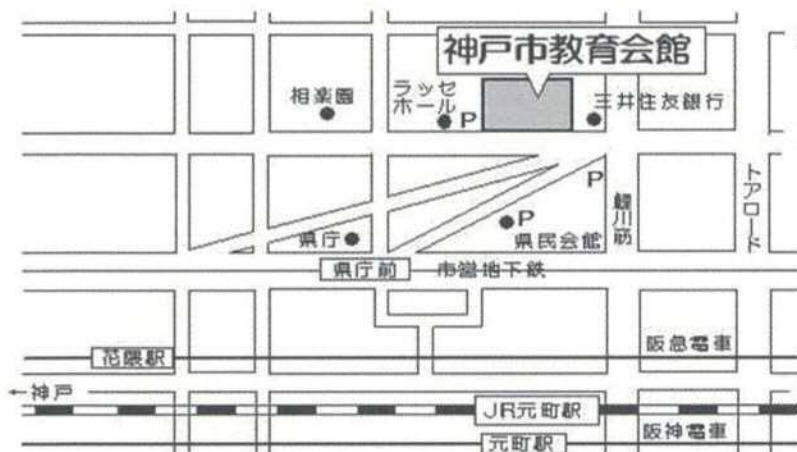 神戸市教育会館
相楽園
ラッセ
ホール
P
三井住友銀行
P
鯉川筋
トアロード
県庁
P
県民会館
県庁前
市営地下鉄
花隈駅
阪急電車
←神戸
JR元町駅
元町駅
阪神電車